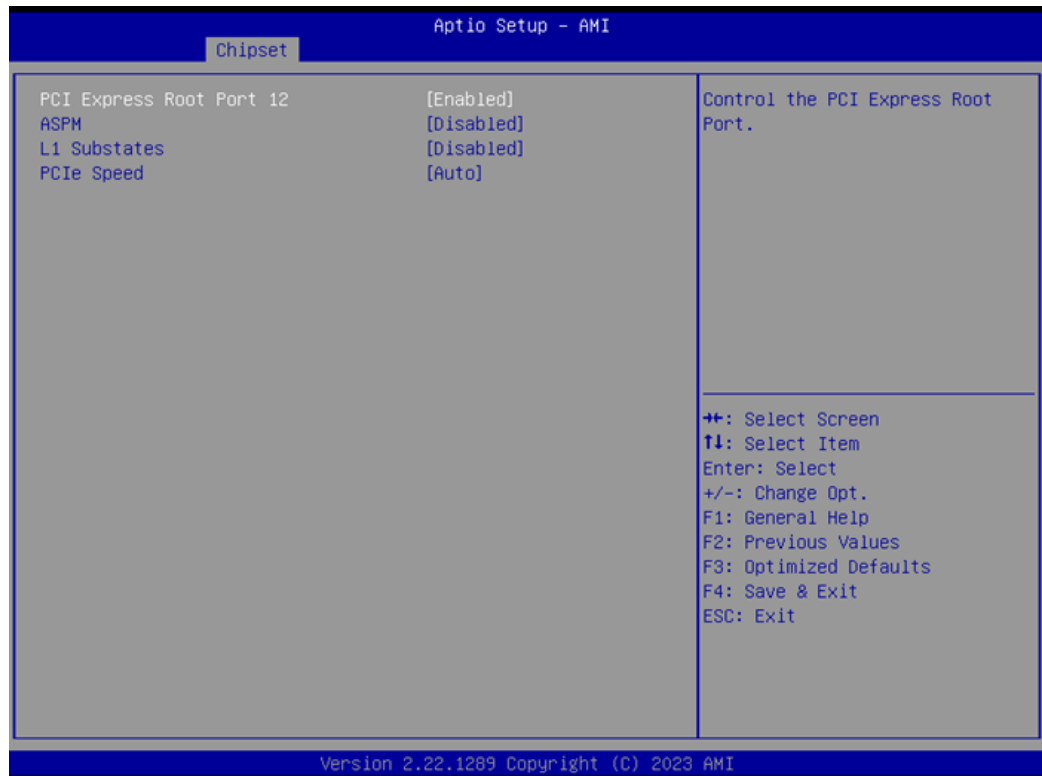 Aptio Setup - AMI
Chipset
PCI Express Root Port 12 [Enabled]
ASPM [Disabled]
L1 Substates [Disabled]
PCIe Speed [Auto]
Control the PCI Express Root
Port.
→←: Select Screen
↑↓: Select Item
Enter: Select
+/-: Change Opt.
F1: General Help
F2: Previous Values
F3: Optimized Defaults
F4: Save & Exit
ESC: Exit
Version 2.22.1289 Copyright (C) 2023 AMI